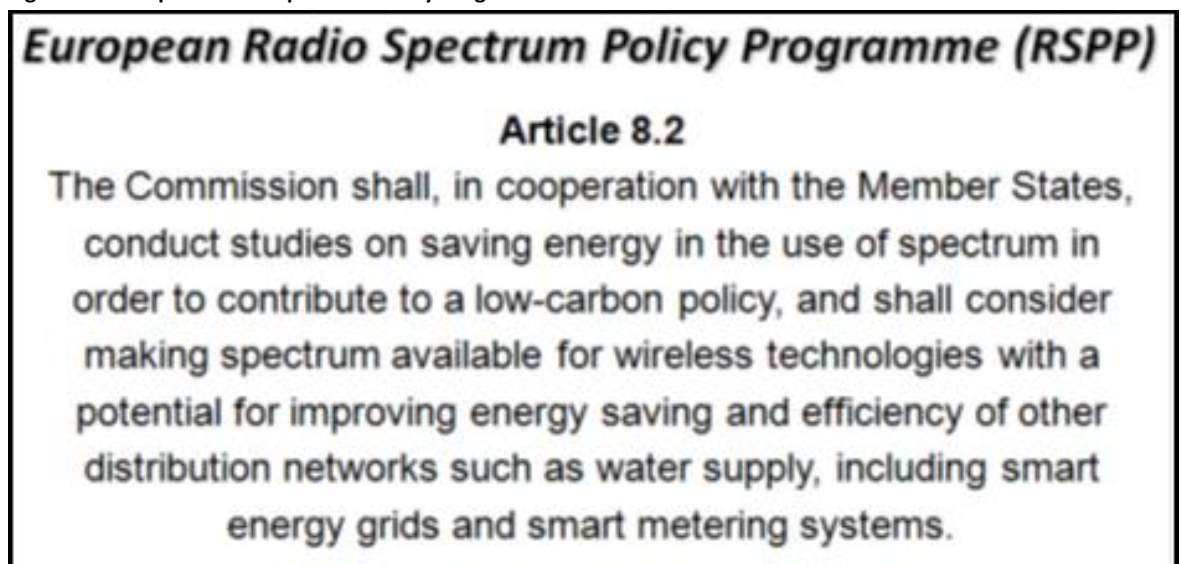 European Radio Spectrum Policy Programme (RSPP)
Article 8.2
The Commission shall, in cooperation with the Member States,
conduct studies on saving energy in the use of spectrum in
order to contribute to a low-carbon policy, and shall consider
making spectrum available for wireless technologies with a
potential for improving energy saving and efficiency of other
distribution networks such as water supply, including smart
energy grids and smart metering systems.